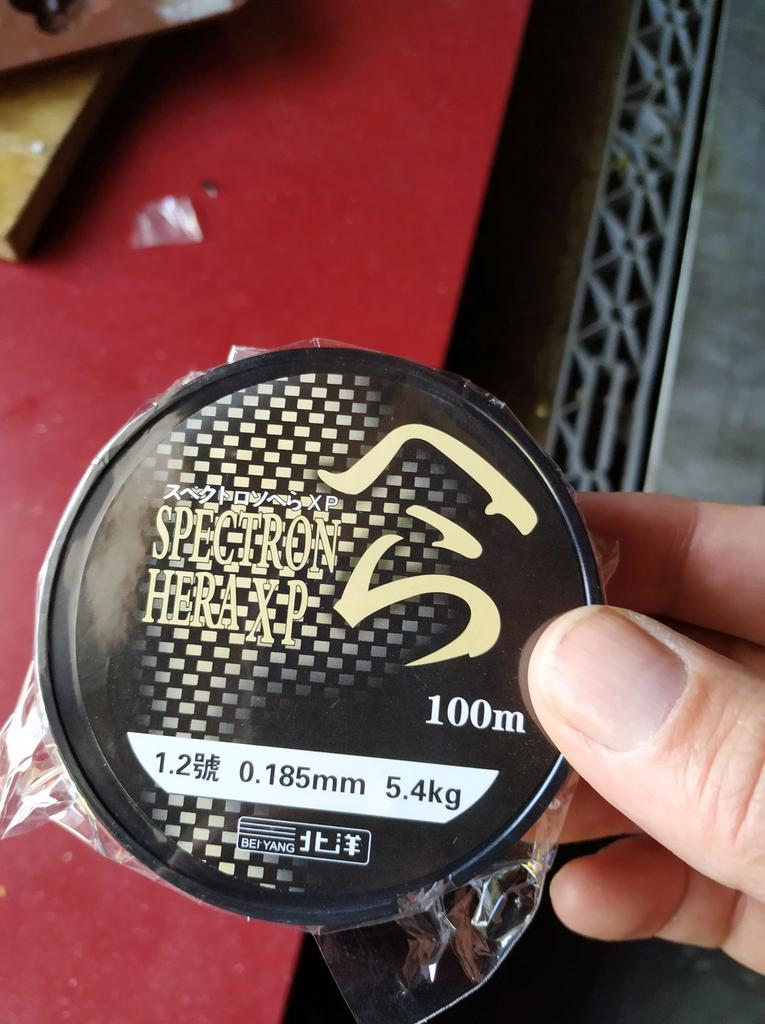 へら
スペクトロソへらXP
SPECTRON
HERA XP
100m
1.2號 0.185mm 5.4kg
BEI YANG 北洋